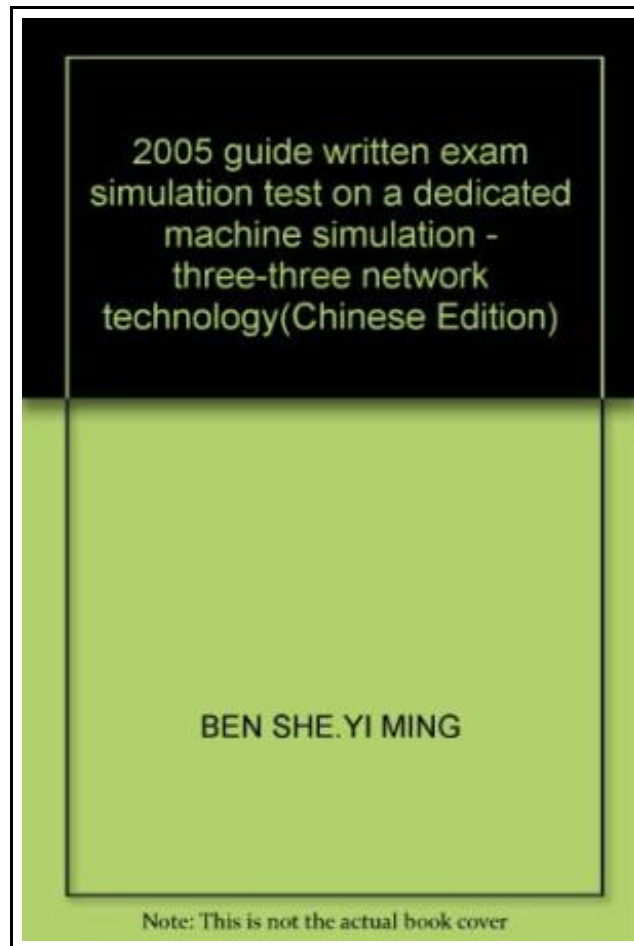 2005 guide written exam
simulation test on a dedicated
machine simulation -
three-three network
technology(Chinese Edition)
BEN SHE.YI MING
Note: This is not the actual book cover